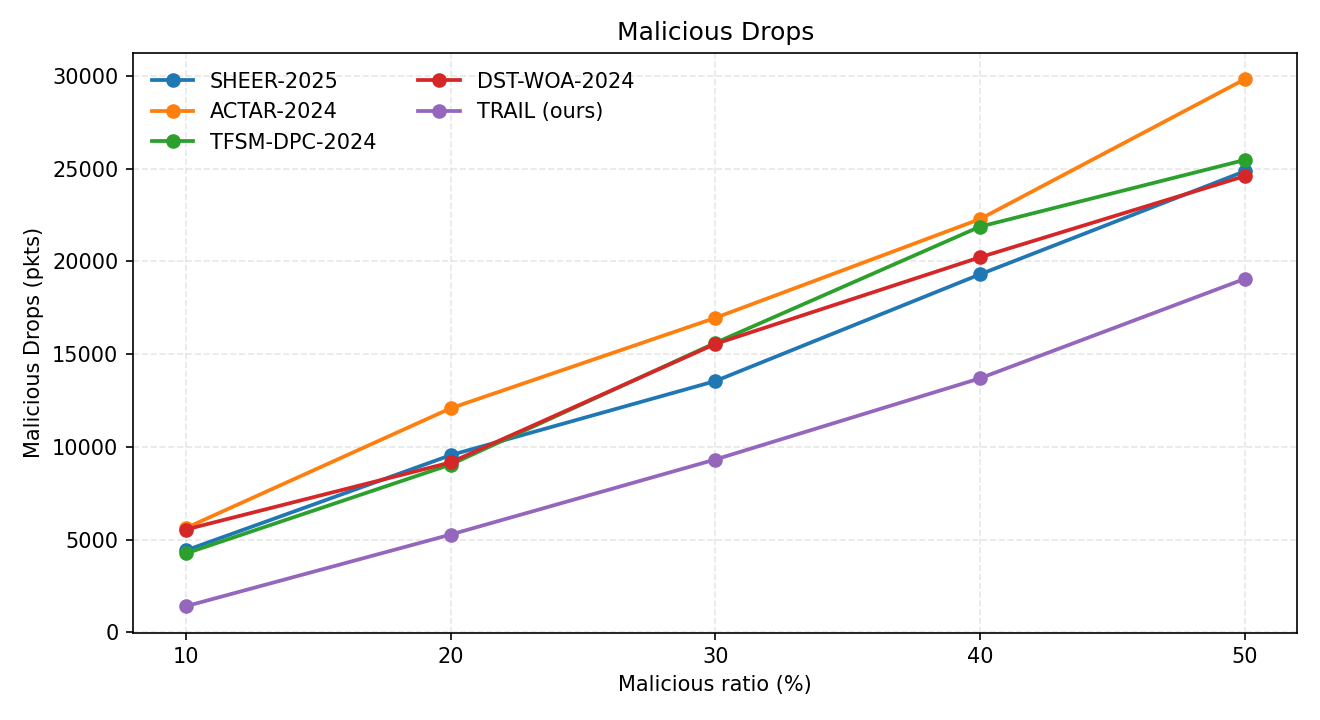 Malicious Drops
SHEER-2025
ACTAR-2024
TFSM-DPC-2024
DST-WOA-2024
TRAIL (ours)
Malicious Drops (pkts)
30000
25000
20000
15000
10000
5000
0
10 20 30 40 50
Malicious ratio (%)